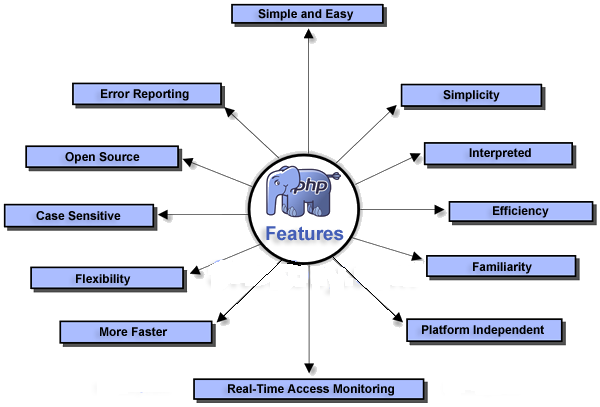 Simple and Easy
Error Reporting
Simplicity
Open Source
Interpreted
php
Case Sensitive
Efficiency
Features
Flexibility
Familiarity
More Faster
Platform Independent
Real-Time Access Monitoring